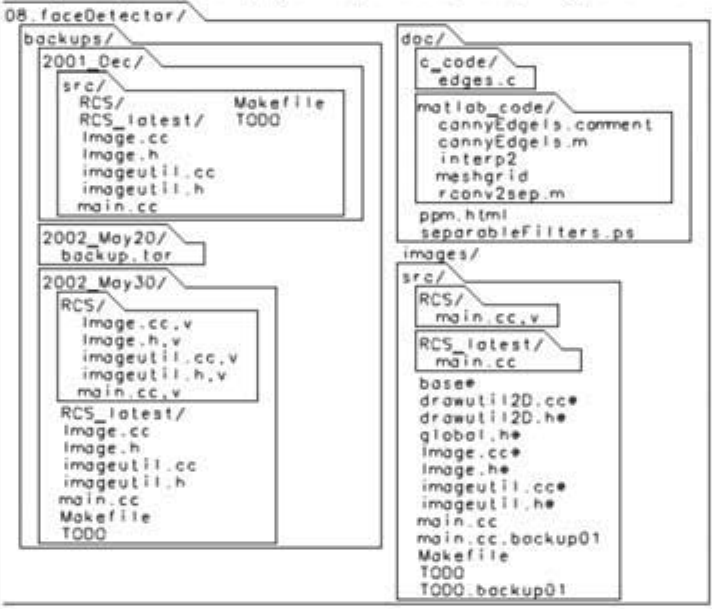 08.faceDetector/
backups/
2001_Dec/
src/
RCS/ Makefile
RCS_latest/ TODO
Image.cc
Image.h
imageutil.cc
imageutil.h
main.cc
2002_May20/
backup.tar
2002_May30/
RCS/
Image.cc,v
Image.h,v
imageutil.cc,v
imageutil.h,v
main.cc,v
RCS_latest/
Image.cc
Image.h
imageutil.cc
imageutil.h
main.cc
Makefile
TODO
doc/
c_code/
edges.c
matlab_code/
cannyEdgels.comment
cannyEdgels.m
interp2
meshgrid
rconv2sep.m
ppm.html
separableFilters.ps
images/
src/
RCS/
main.cc,v
RCS_latest/
main.cc
base@
drawutil2D.cc@
drawutil2D.h@
global.h@
Image.cc@
Image.h@
imageutil.cc@
imageutil.h@
main.cc
main.cc.backup01
Makefile
TODO
TODO.backup01